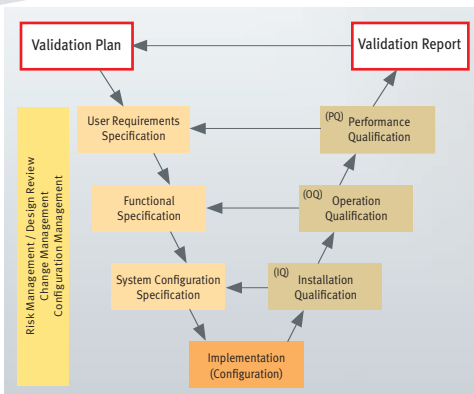 Validation Plan
Validation Report
User Requirements
Specification
(PQ) Performance
Qualification
Functional
Specification
(OQ) Operation
Qualification
System Configuration
Specification
(IQ) Installation
Qualification
Implementation
(Configuration)
Risk Management / Design Review
Change Management
Configuration Management